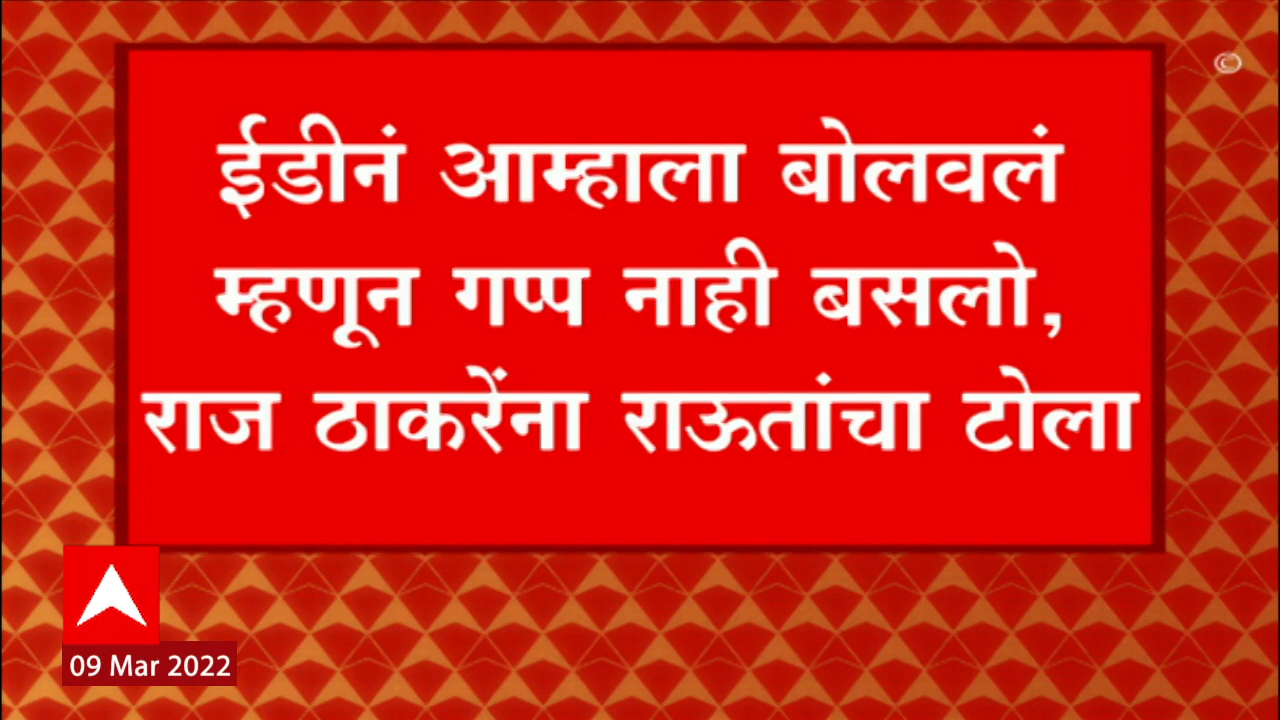 ©
ईडीनं आम्हाला बोलवलं
म्हणून गप्प नाही बसलो,
राज ठाकरेंना राऊतांचा टोला
09 Mar 2022